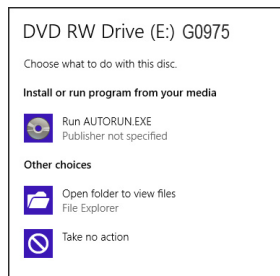 DVD RW Drive (E:) G0975
Choose what to do with this disc.
Install or run program from your media
Run AUTORUN.EXE
Publisher not specified
Other choices
Open folder to view files
File Explorer
Take no action